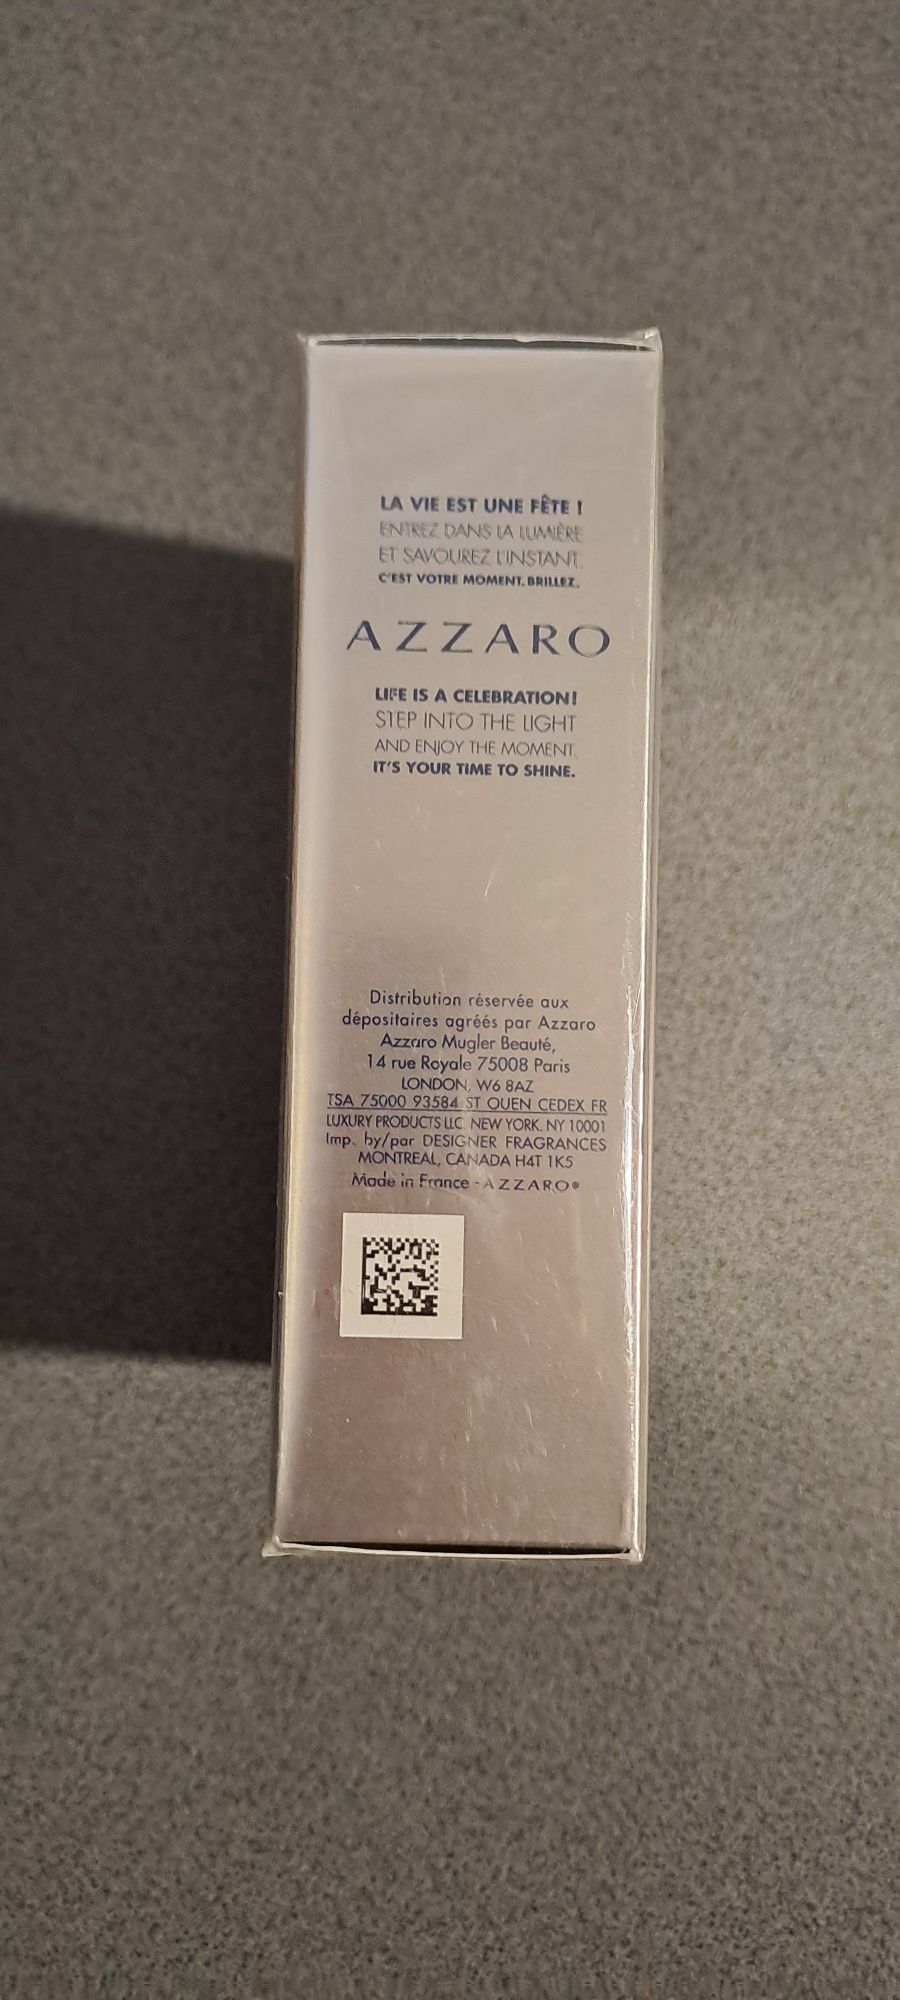 LA VIE EST UNE FÊTE !
ENTREZ DANS LA LUMIÈRE
ET SAVOUREZ L'INSTANT.
C'EST VOTRE MOMENT. BRILLEZ.
AZZARO
LIFE IS A CELEBRATION!
STEP INTO THE LIGHT
AND ENJOY THE MOMENT.
IT'S YOUR TIME TO SHINE.
Distribution réservée aux
dépositaires agréés par Azzaro
Azzaro Mugler Beauté,
14 rue Royale 75008 Paris
LONDON, W6 8AZ
TSA 75000 93584 ST OUEN CEDEX FR
LUXURY PRODUCTS LLC. NEW YORK. NY 10001
Imp. by/par DESIGNER FRAGRANCES
MONTREAL, CANADA H4T 1K5
Made in France - AZZARO®